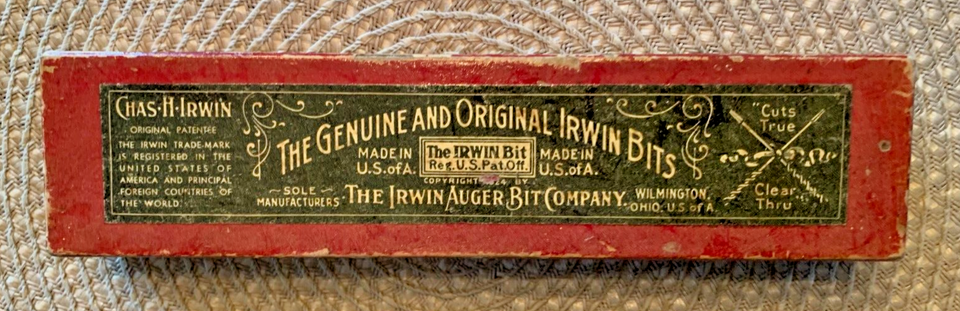 CHAS·H·IRWIN
ORIGINAL PATENTEE
THE IRWIN TRADE-MARK
IS REGISTERED IN THE
UNITED STATES OF
AMERICA AND PRINCIPAL
FOREIGN COUNTRIES OF
THE WORLD.
THE GENUINE AND ORIGINAL IRWIN BITS
MADE IN
U.S. of A.
The IRWIN Bit
Reg. U.S. Pat. Off.
MADE IN
U.S. of A.
COPYRIGHT BY
~SOLE~
MANUFACTURERS
THE IRWIN AUGER BIT COMPANY.
WILMINGTON,
OHIO. U.S. of A.
"Cuts
True
Clear
Thru"